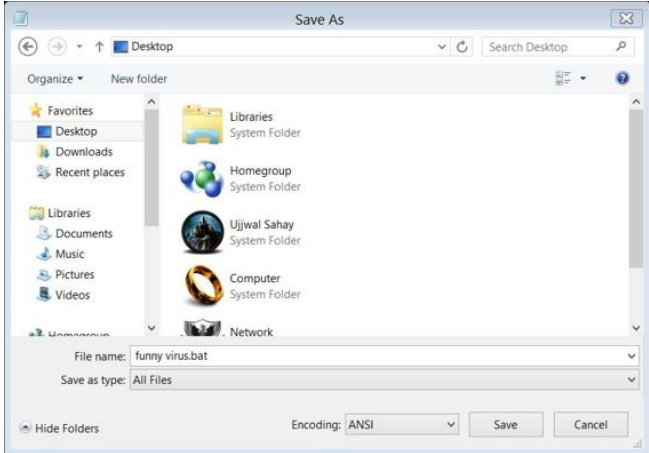 Save As
Desktop
Search Desktop
Organize
New folder
Favorites
Desktop
Downloads
Recent places
Libraries
Documents
Music
Pictures
Videos
Homegroup
Libraries
System Folder
Homegroup
System Folder
Ujjwal Sahay
System Folder
Computer
System Folder
Network
File name: funny virus.bat
Save as type: All Files
Hide Folders
Encoding: ANSI
Save
Cancel